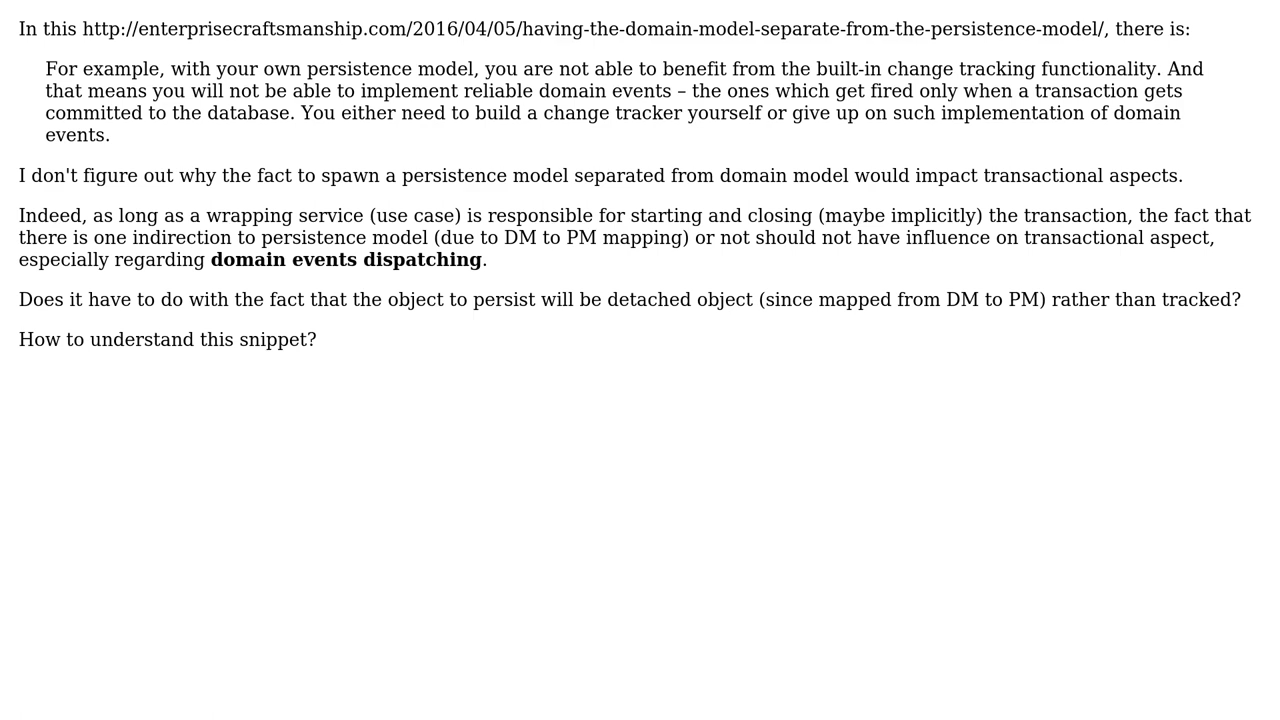 In this http://enterprisecraftsmanship.com/2016/04/05/having-the-domain-model-separate-from-the-persistence-model/, there is:
For example, with your own persistence model, you are not able to benefit from the built-in change tracking functionality. And
that means you will not be able to implement reliable domain events – the ones which get fired only when a transaction gets
committed to the database. You either need to build a change tracker yourself or give up on such implementation of domain
events.
I don't figure out why the fact to spawn a persistence model separated from domain model would impact transactional aspects.
Indeed, as long as a wrapping service (use case) is responsible for starting and closing (maybe implicitly) the transaction, the fact that
there is one indirection to persistence model (due to DM to PM mapping) or not should not have influence on transactional aspect,
especially regarding domain events dispatching.
Does it have to do with the fact that the object to persist will be detached object (since mapped from DM to PM) rather than tracked?
How to understand this snippet?